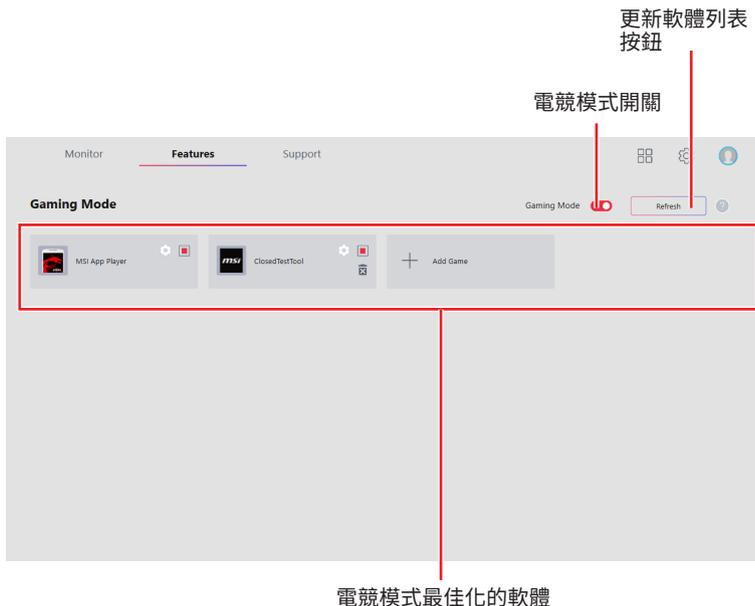 更新軟體列表
按鈕
電競模式開關
Monitor
Features
Support
Gaming Mode
Gaming Mode
Refresh
?
MSI App Player
msi
ClosedTestTool
Add Game
電競模式最佳化的軟體